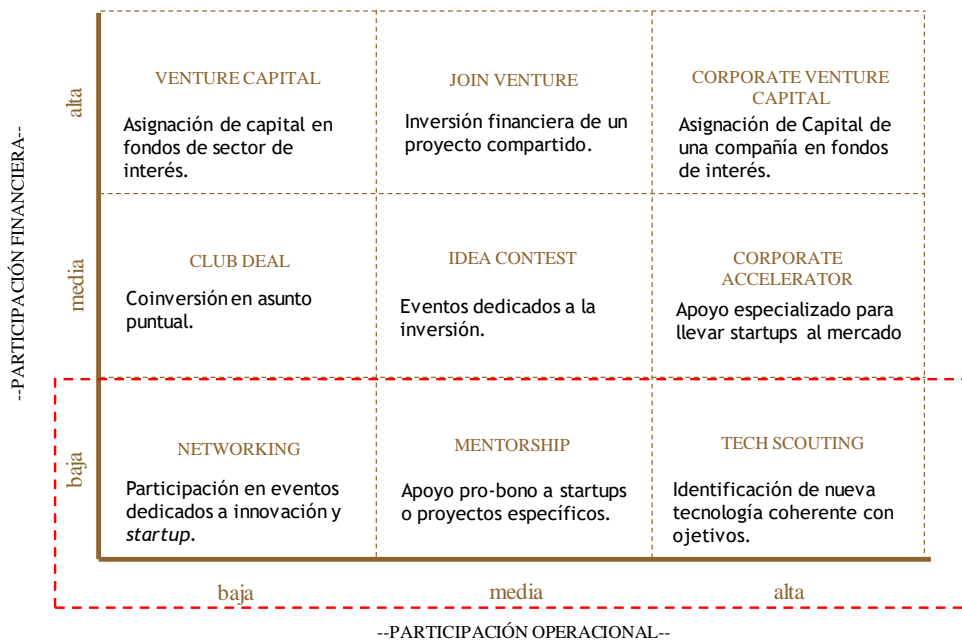 --PARTICIPACIÓN FINANCIERA--
alta
VENTURE CAPITAL
Asignación de capital en
fondos de sector de
interés.
JOIN VENTURE
Inversión financiera de un
proyecto compartido.
CORPORATE VENTURE
CAPITAL
Asignación de Capital de
una compañía en fondos
de interés.
media
CLUB DEAL
Coinversión en asunto
puntual.
IDEA CONTEST
Eventos dedicados a la
inversión.
CORPORATE
ACCELERATOR
Apoyo especializado para
llevar startups al mercado
baja
NETWORKING
Participación en eventos
dedicados a innovación y
startup.
MENTORSHIP
Apoyo pro-bono a startups
o proyectos específicos.
TECH SCOUTING
Identificación de nueva
tecnología coherente con
ojetivos.
baja
media
alta
--PARTICIPACIÓN OPERACIONAL--